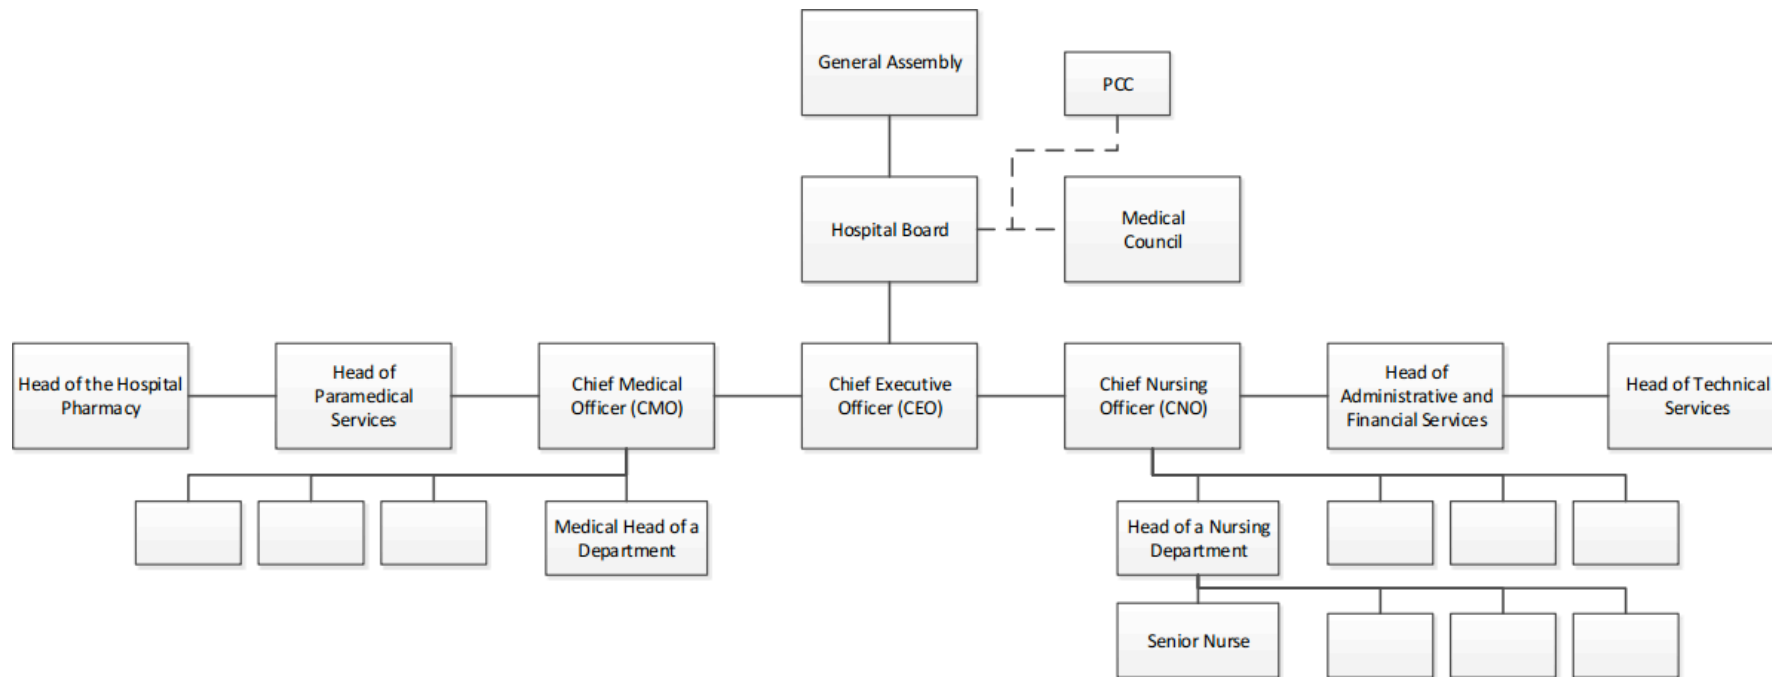 General Assembly
PCC
Hospital Board
Medical
Council
Head of the Hospital
Pharmacy
Head of
Paramedical
Services
Chief Medical
Officer (CMO)
Chief Executive
Officer (CEO)
Chief Nursing
Officer (CNO)
Head of
Administrative and
Financial Services
Head of Technical
Services
Medical Head of a
Department
Head of a Nursing
Department
Senior Nurse